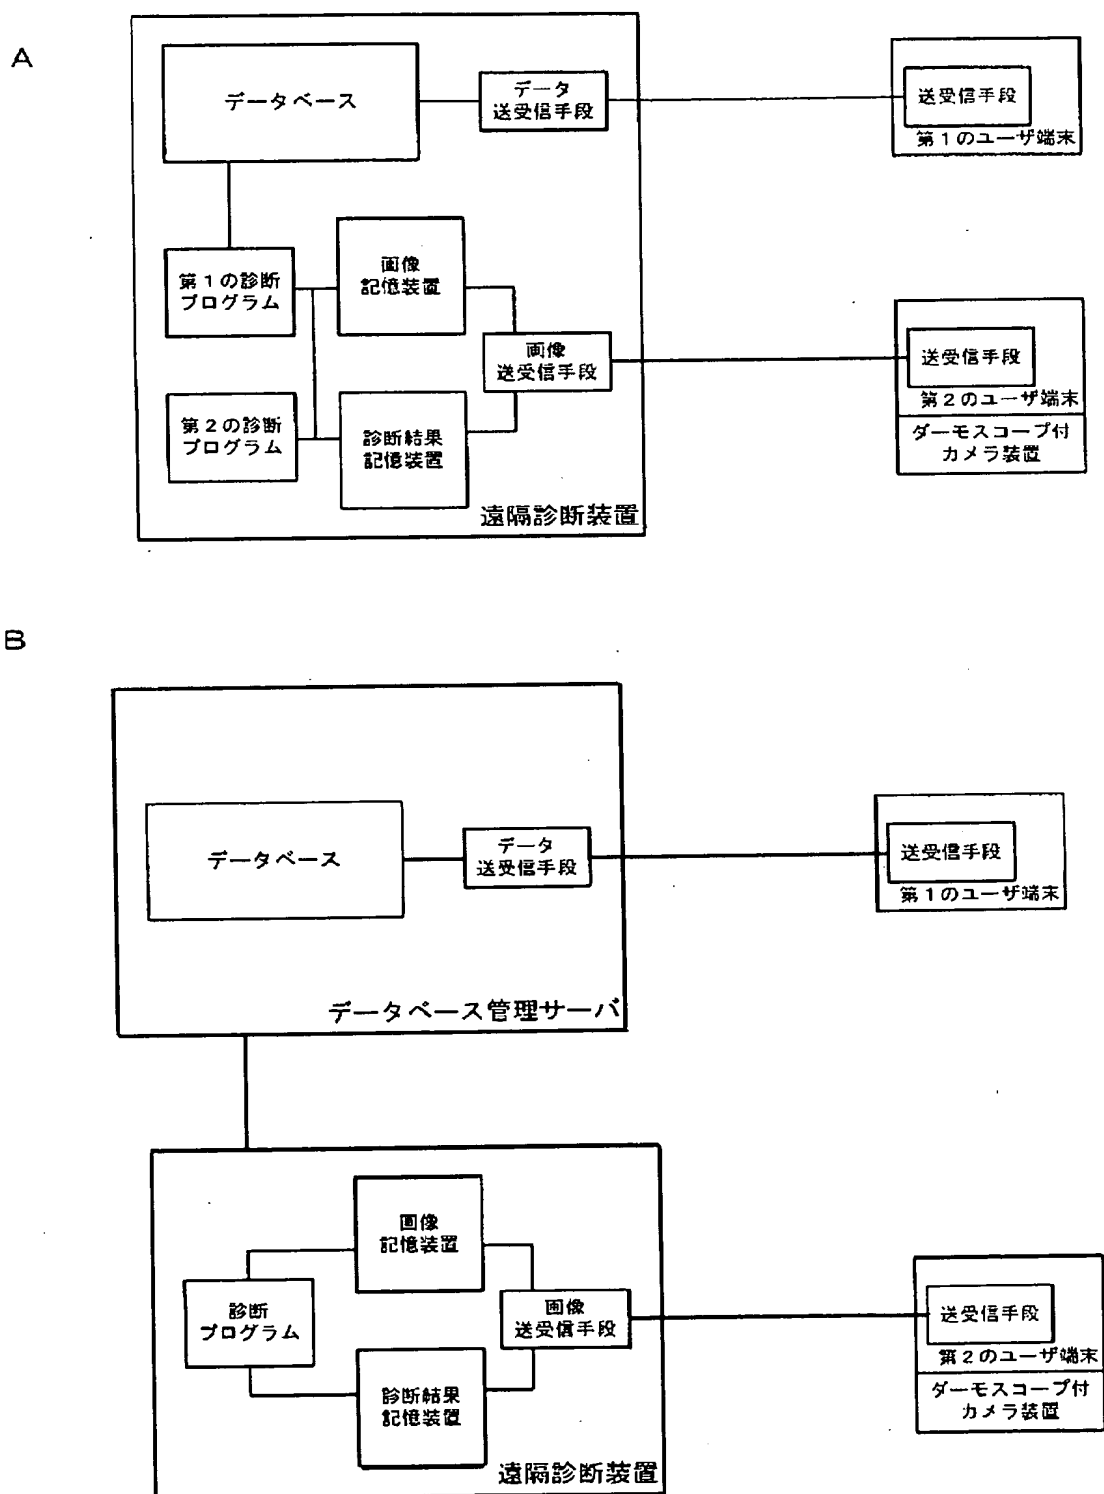 A
データベース
データ
送受信手段
送受信手段
第1のユーザ端末
第1の診断
プログラム
画像
記憶装置
画像
送受信手段
送受信手段
第2のユーザ端末
ダーモスコープ付
カメラ装置
第2の診断
プログラム
診断結果
記憶装置
遠隔診断装置
B
データベース
データ
送受信手段
送受信手段
第1のユーザ端末
データベース管理サーバ
画像
記憶装置
診断
プログラム
画像
送受信手段
送受信手段
第2のユーザ端末
ダーモスコープ付
カメラ装置
診断結果
記憶装置
遠隔診断装置